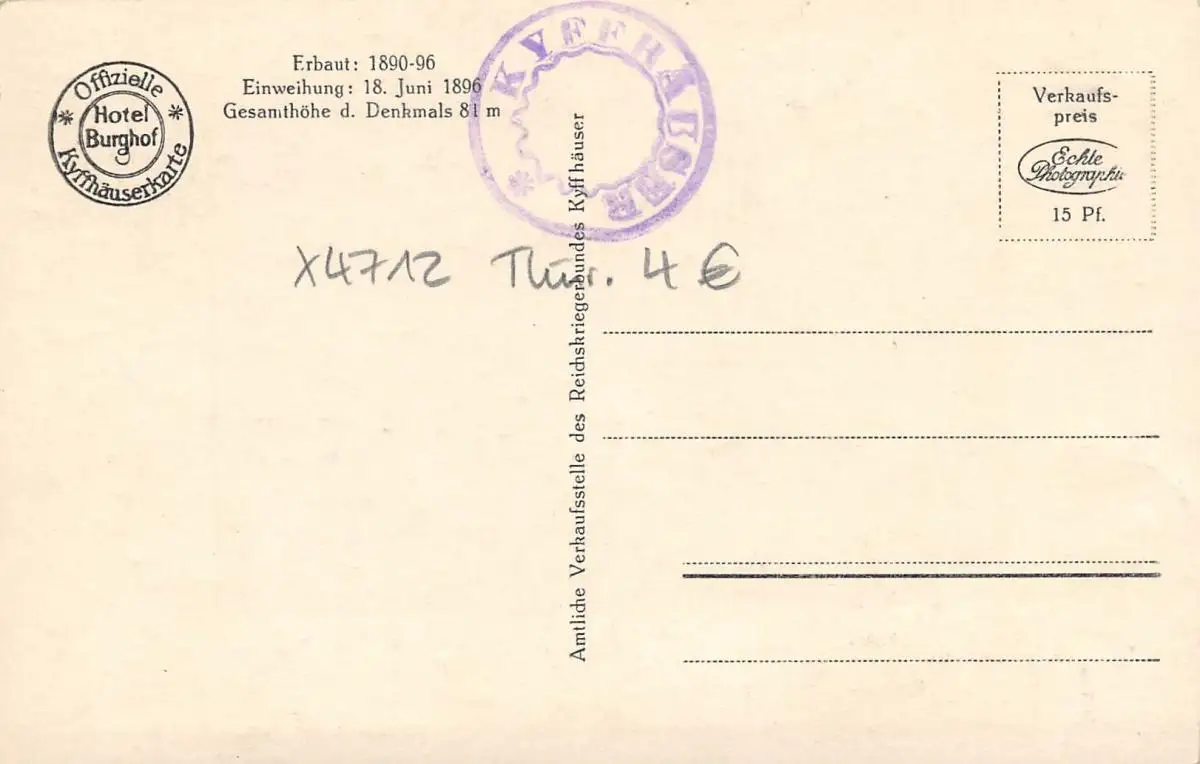 Offizielle
Hotel
Burghof
Kyffhäuserkarte
Erbaut: 1890-96
Einweihung: 18. Juni 1896
Gesamthöhe d. Denkmals 81 m
KYFFHÄUSER
Verkaufs-
preis
Echte
Photographie
15 Pf.
X4712 Thür. 4 €
Amtliche Verkaufsstelle des Reichskriegerbundes Kyffhäuser